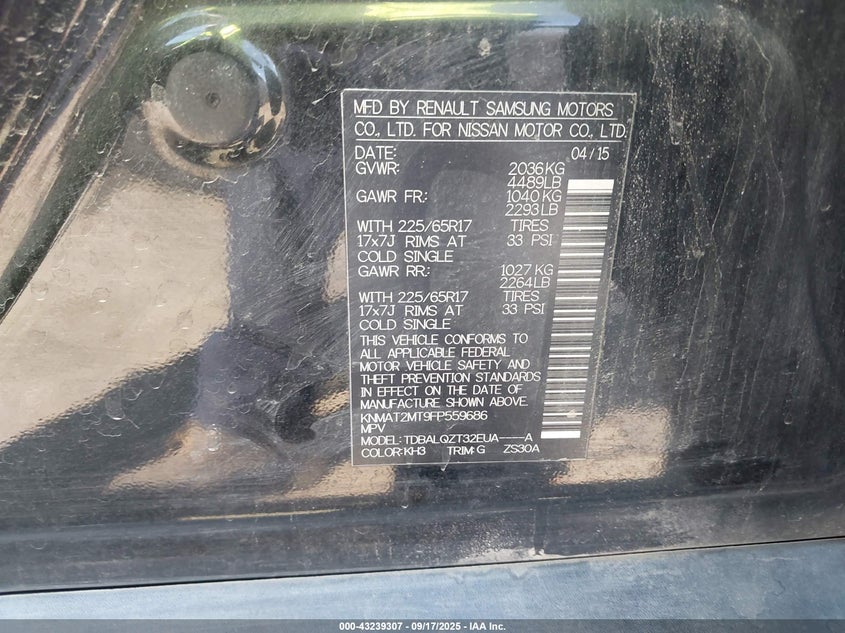 MFD BY RENAULT SAMSUNG MOTORS
CO., LTD. FOR NISSAN MOTOR CO., LTD.
DATE: 04/15
GVWR: 2036KG
4489LB
GAWR FR: 1040 KG
2293LB
WITH 225/65R17 TIRES
17x7J RIMS AT 33 PSI
COLD SINGLE
GAWR RR: 1027 KG
2264LB
WITH 225/65R17 TIRES
17x7J RIMS AT 33 PSI
COLD SINGLE
THIS VEHICLE CONFORMS TO
ALL APPLICABLE FEDERAL
MOTOR VEHICLE SAFETY AND
THEFT PREVENTION STANDARDS
IN EFFECT ON THE DATE OF
MANUFACTURE SHOWN ABOVE.
KNMAT2MT9FP559686
MPV
MODEL: TDBALQZT32EUA----A
COLOR: KH3 TRIM: G ZS30A
000-43239307 - 09/17/2025 - IAA Inc.